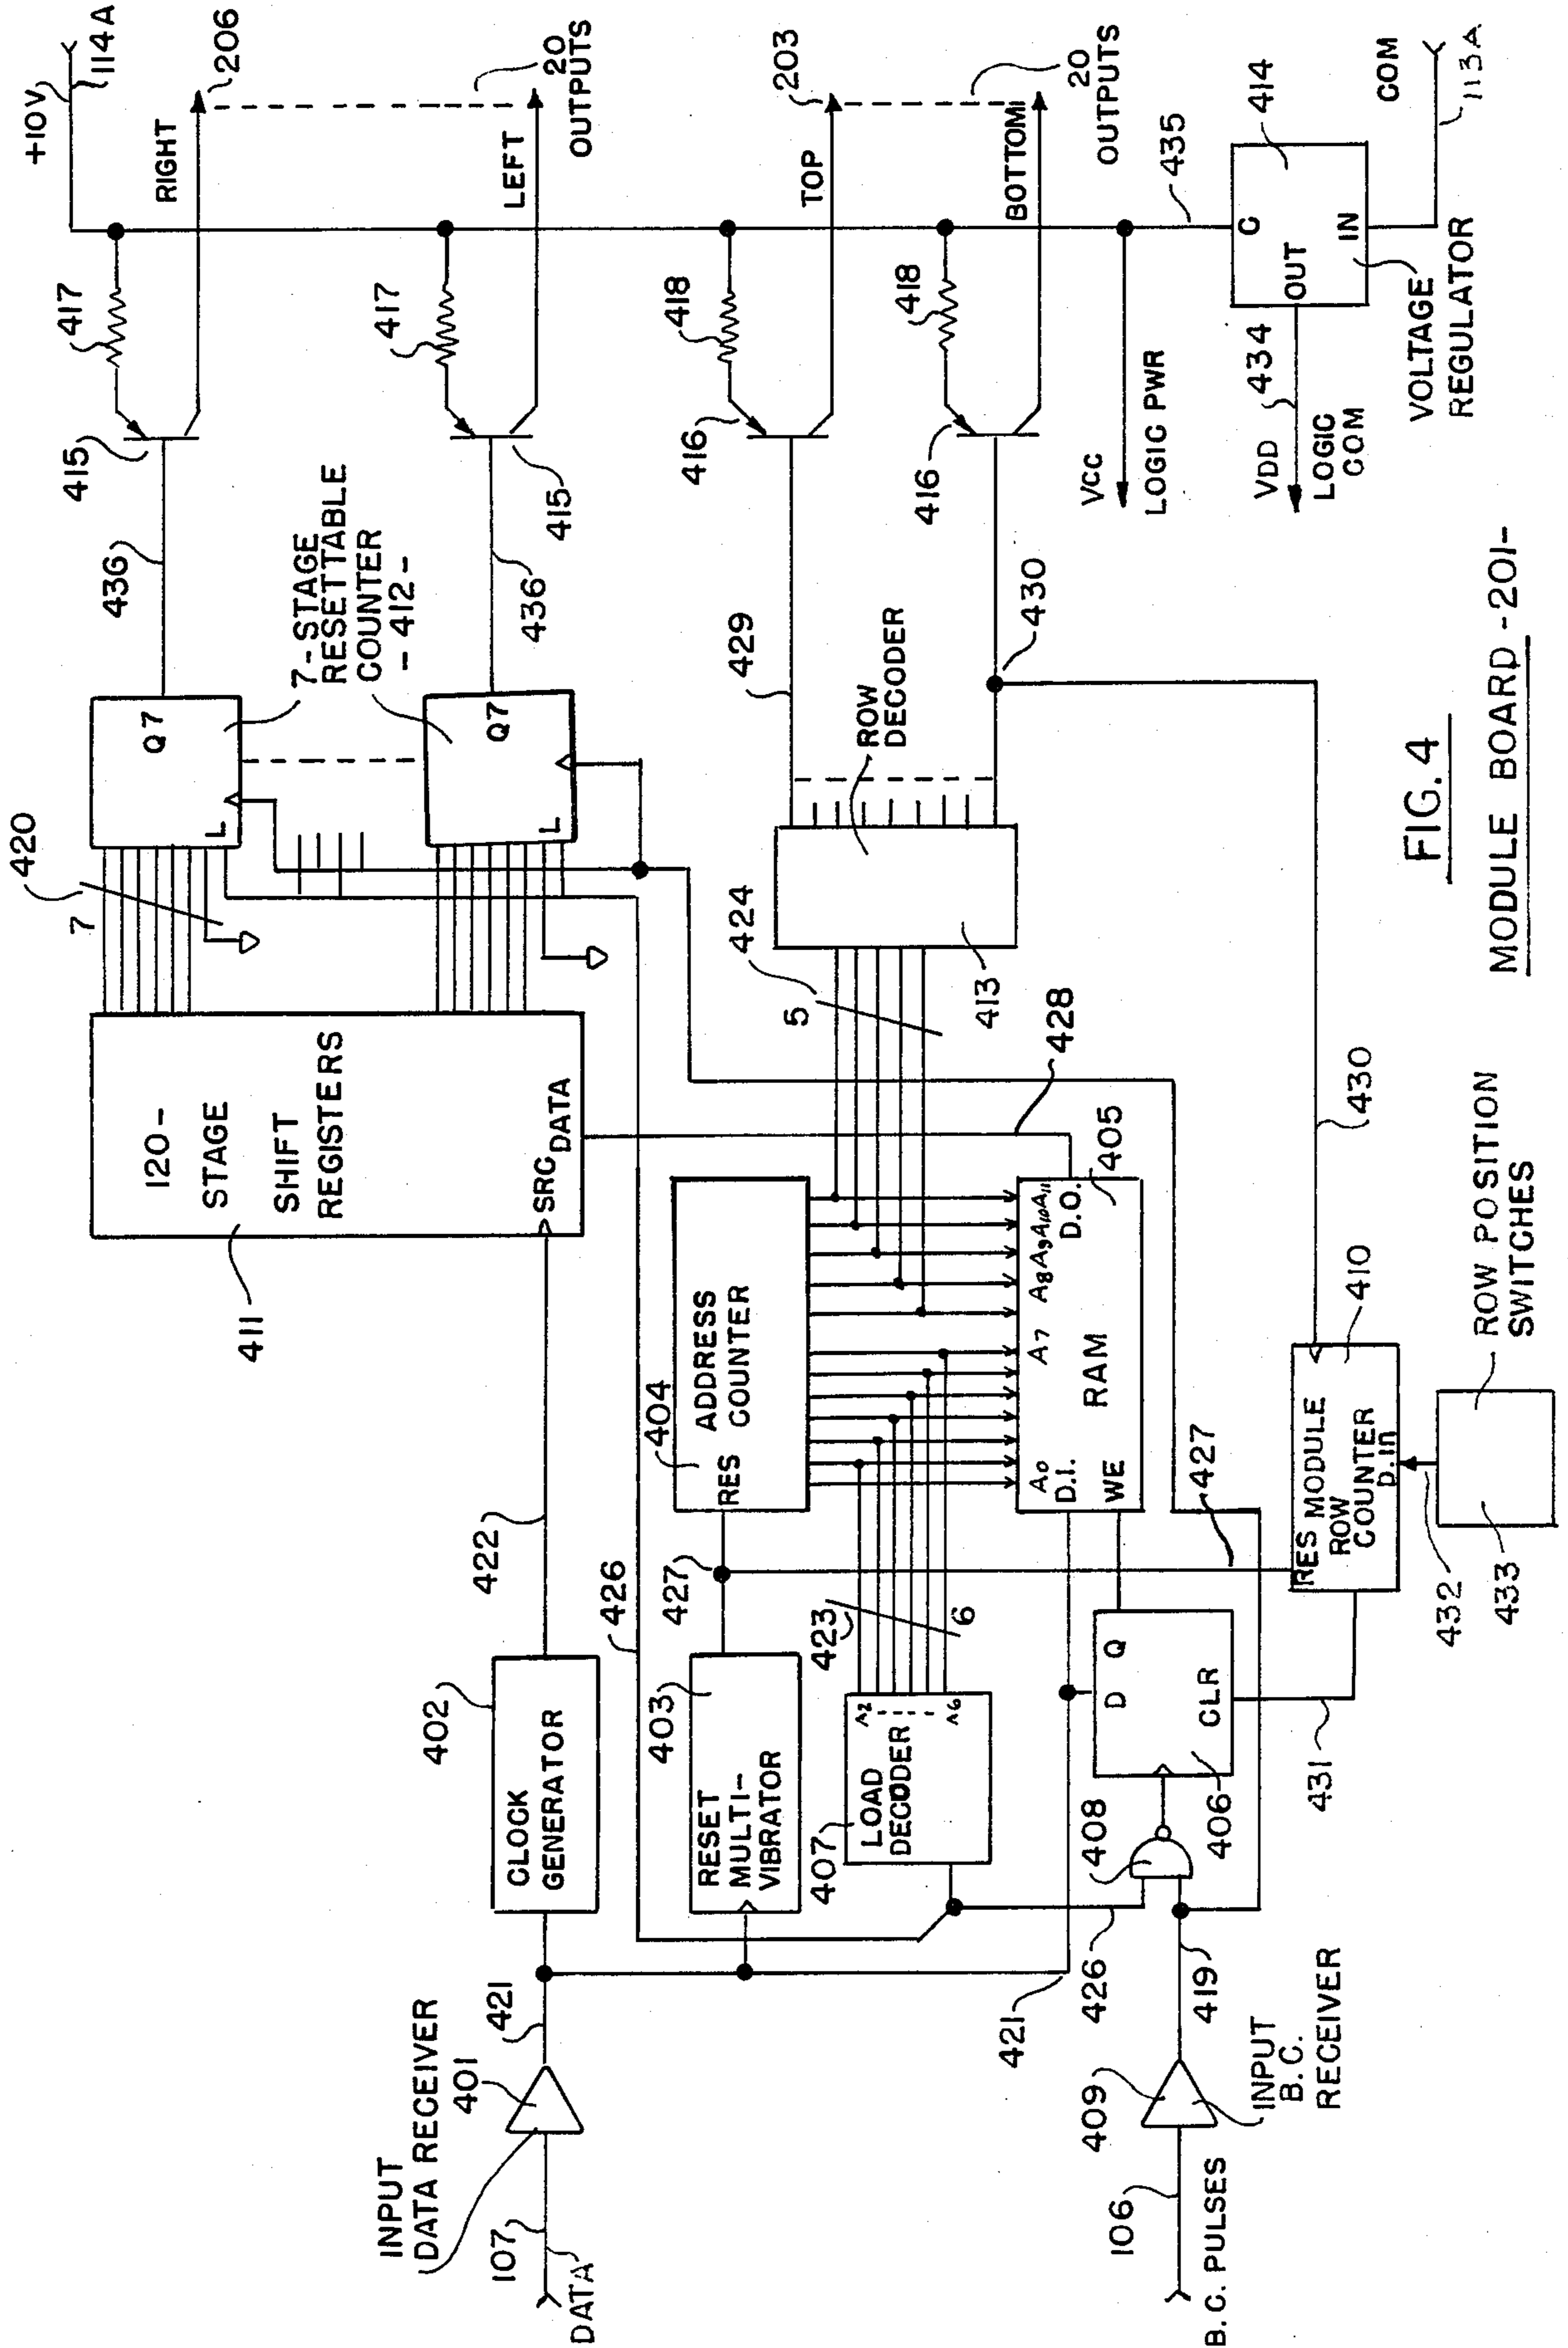 INPUT
DATA RECEIVER
401
107
DATA
421
402
CLOCK
GENERATOR
422
411
120-
STAGE
SHIFT
REGISTERS
SRC
DATA
7
420
L
Q7
436
415
417
+10V
114A
RIGHT
206
7-STAGE
RESETTABLE
COUNTER
-412-
L
Q7
436
415
417
LEFT
20
OUTPUTS
403
RESET
MULTI-
VIBRATOR
427
426
404
RES
ADDRESS
COUNTER
407
LOAD
DECODER
A2
A6
423
6
5
424
413
ROW
DECODER
429
416
418
TOP
203
430
416
418
BOTTOM
20
OUTPUTS
428
A0
A7
A8
A9
A10
A11
D.I.
D.O.
WE
RAM
405
421
426
408
D
Q
CLR
406
431
427
RES
MODULE
ROW
COUNTER
D.In
410
430
432
433
ROW POSITION
SWITCHES
419
409
106
B.C. PULSES
INPUT
B.C.
RECEIVER
VCC
LOGIC PWR
435
VDD
434
LOGIC
COM
C
OUT
IN
414
VOLTAGE
REGULATOR
COM
113A
FIG. 4
MODULE BOARD -201-